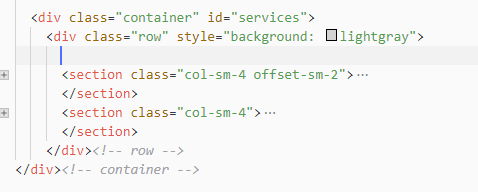 <div class="container" id="services">
<div class="row" style="background: lightgray">
<section class="col-sm-4 offset-sm-2">…
</section>
<section class="col-sm-4">…
</section>
</div><!-- row -->
</div><!-- container -->